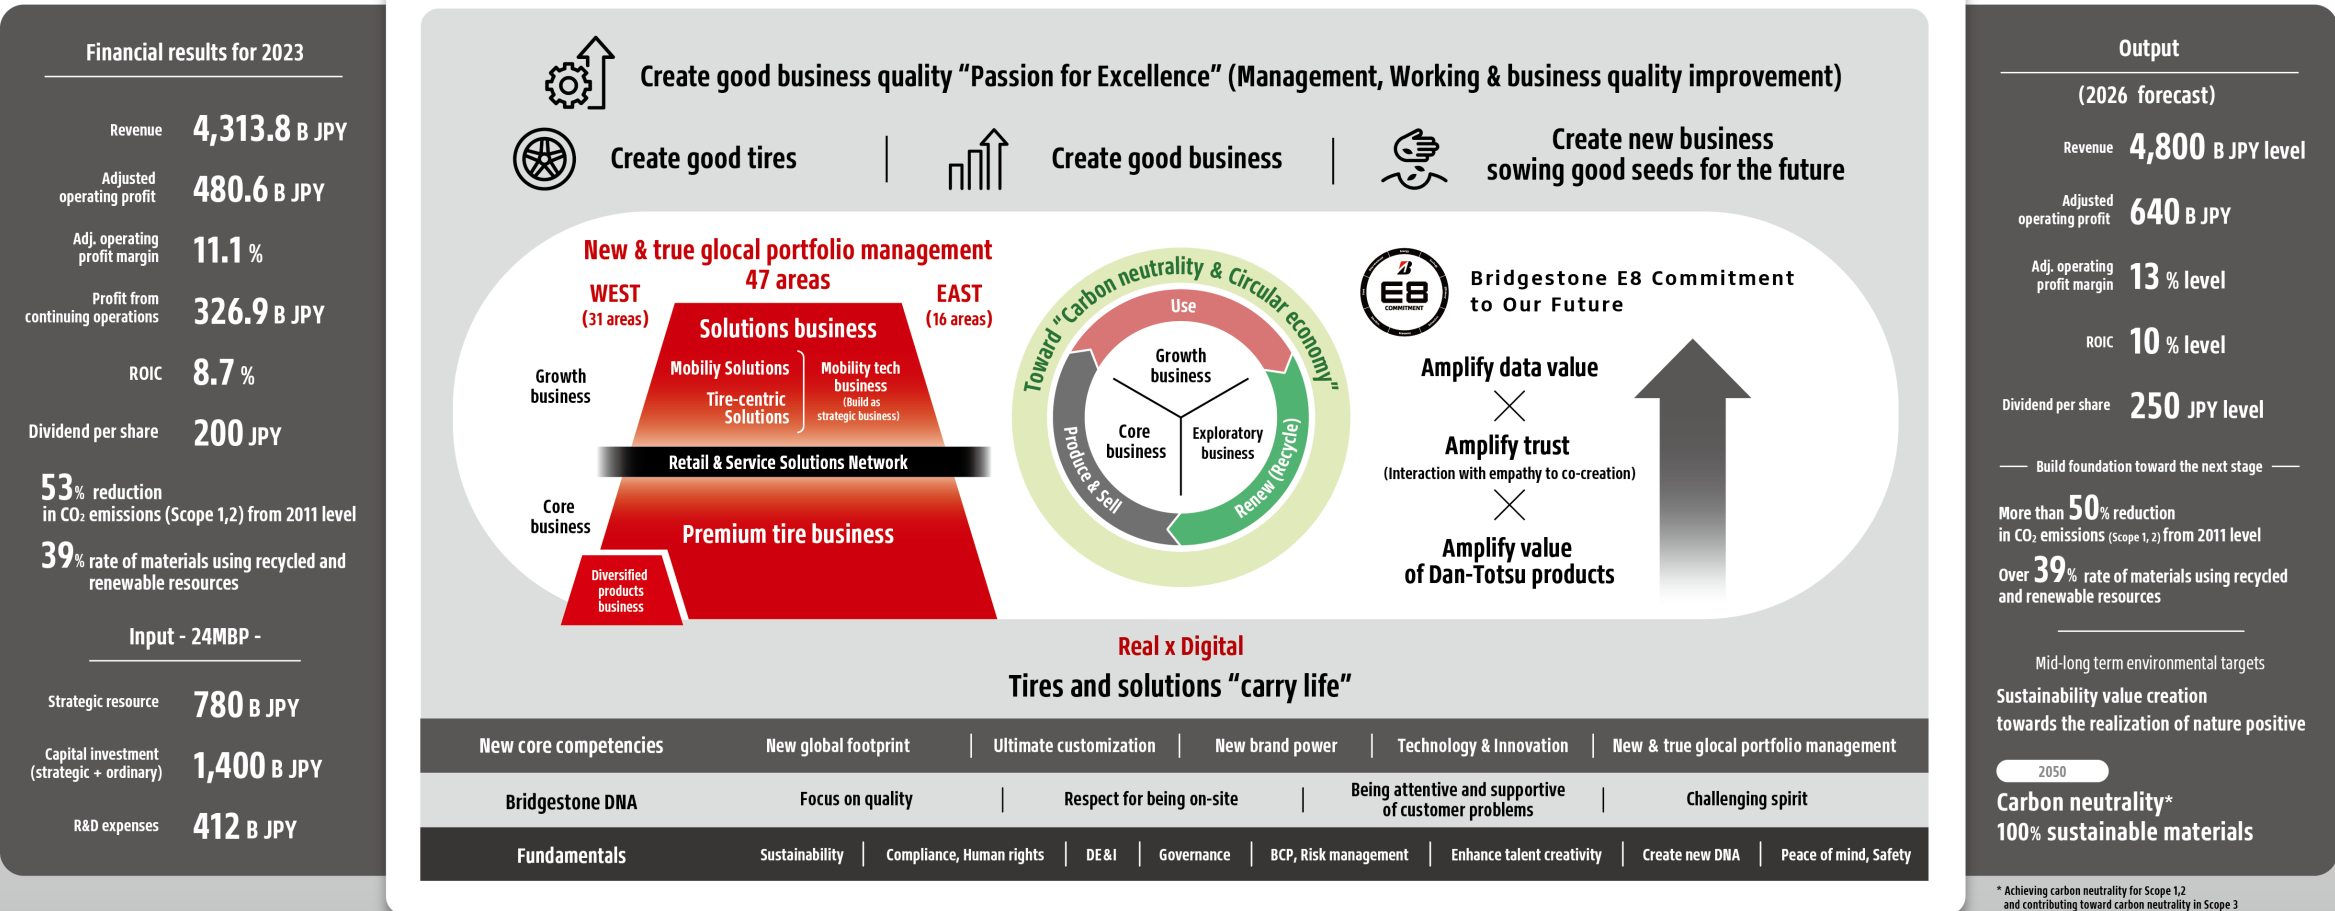 Financial results for 2023
Revenue 4,313.8 B JPY
Adjusted
operating profit 480.6 B JPY
Adj. operating
profit margin 11.1 %
Profit from
continuing operations 326.9 B JPY
ROIC 8.7 %
Dividend per share 200 JPY
53% reduction
in CO₂ emissions (Scope 1,2) from 2011 level
39% rate of materials using recycled and
renewable resources
Input - 24MBP -
Strategic resource 780 B JPY
Capital investment
(strategic + ordinary) 1,400 B JPY
R&D expenses 412 B JPY
Create good business quality “Passion for Excellence” (Management, Working & business quality improvement)
Create good tires
Create good business
Create new business
sowing good seeds for the future
New & true glocal portfolio management
47 areas
WEST
(31 areas)
EAST
(16 areas)
Growth
business
Solutions business
Mobiliy Solutions
Tire-centric
Solutions
Mobility tech
business
(Build as
strategic business)
Retail & Service Solutions Network
Core
business
Premium tire business
Diversified
products
business
Toward “Carbon neutrality & Circular economy”
Use
Renew (Recycle)
Produce & Sell
Growth
business
Core
business
Exploratory
business
E8
COMMITMENT
Bridgestone E8 Commitment
to Our Future
Amplify data value
Amplify trust
(Interaction with empathy to co-creation)
Amplify value
of Dan-Totsu products
Real x Digital
Tires and solutions “carry life”
New core competencies New global footprint Ultimate customization New brand power Technology & Innovation New & true glocal portfolio management
Bridgestone DNA Focus on quality Respect for being on-site Being attentive and supportive
of customer problems Challenging spirit
Fundamentals Sustainability Compliance, Human rights DE&I Governance BCP, Risk management Enhance talent creativity Create new DNA Peace of mind, Safety
Output
(2026 forecast)
Revenue 4,800 B JPY level
Adjusted
operating profit 640 B JPY
Adj. operating
profit margin 13 % level
ROIC 10 % level
Dividend per share 250 JPY level
Build foundation toward the next stage
More than 50% reduction
in CO₂ emissions (Scope 1, 2) from 2011 level
Over 39% rate of materials using recycled
and renewable resources
Mid-long term environmental targets
Sustainability value creation
towards the realization of nature positive
2050
Carbon neutrality*
100% sustainable materials
* Achieving carbon neutrality for Scope 1,2
and contributing toward carbon neutrality in Scope 3